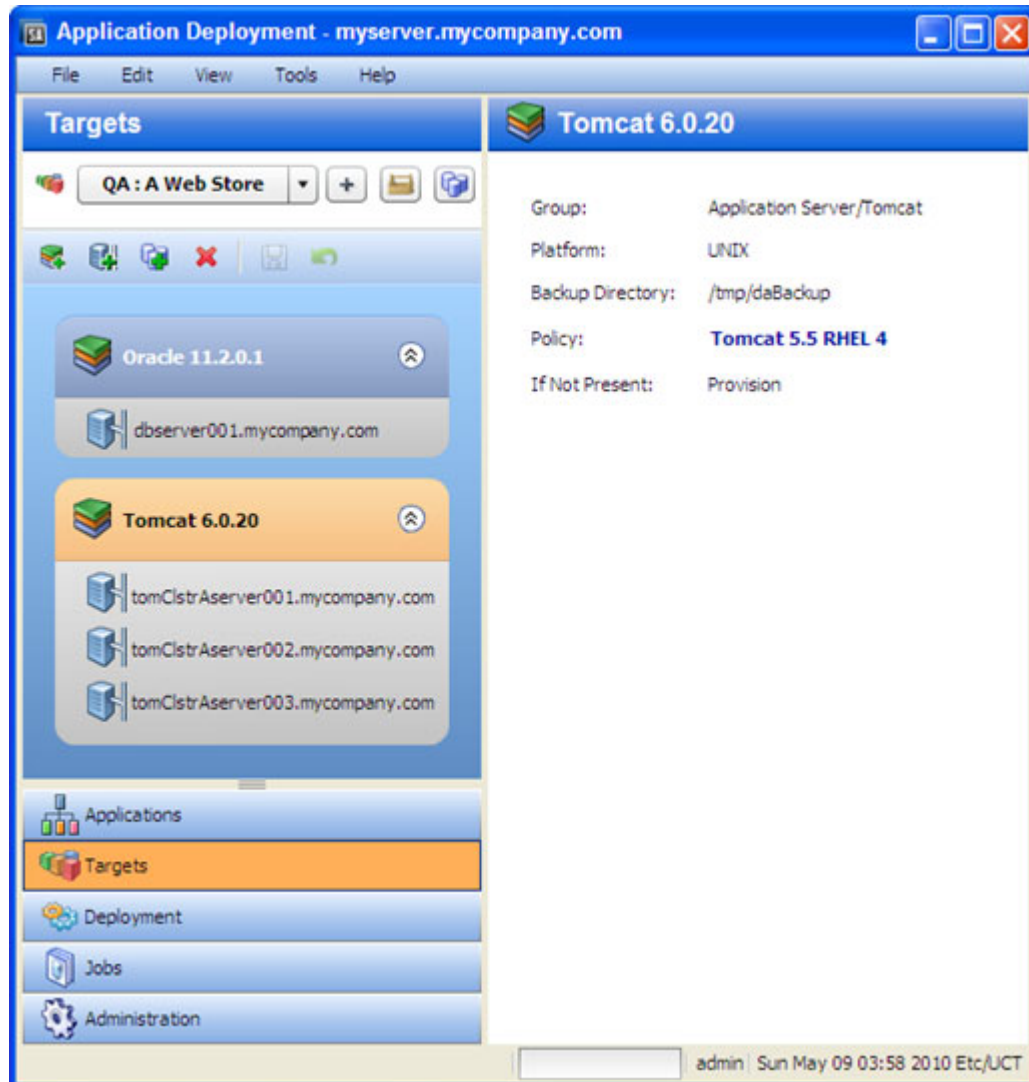 Application Deployment - myserver.mycompany.com
File Edit View Tools Help
Targets
QA : A Web Store
Oracle 11.2.0.1
dbserver001.mycompany.com
Tomcat 6.0.20
tomClstrAserver001.mycompany.com
tomClstrAserver002.mycompany.com
tomClstrAserver003.mycompany.com
Applications
Targets
Deployment
Jobs
Administration
Tomcat 6.0.20
Group: Application Server/Tomcat
Platform: UNIX
Backup Directory: /tmp/daBackup
Policy: Tomcat 5.5 RHEL 4
If Not Present: Provision
admin Sun May 09 03:58 2010 Etc/UCT